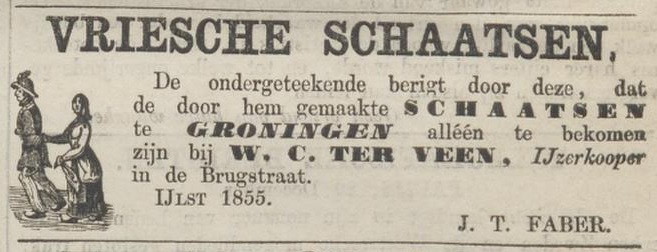 VRIESCHE SCHAATSEN,
De ondergeteekende berigt door deze, dat
de door hem gemaakte SCHAATSEN
te GRONINGEN alléén te bekomen
zijn bij W. C. TER VEEN, IJzerkooper
in de Brugstraat.
IJLST 1855.
J. T. FABER.